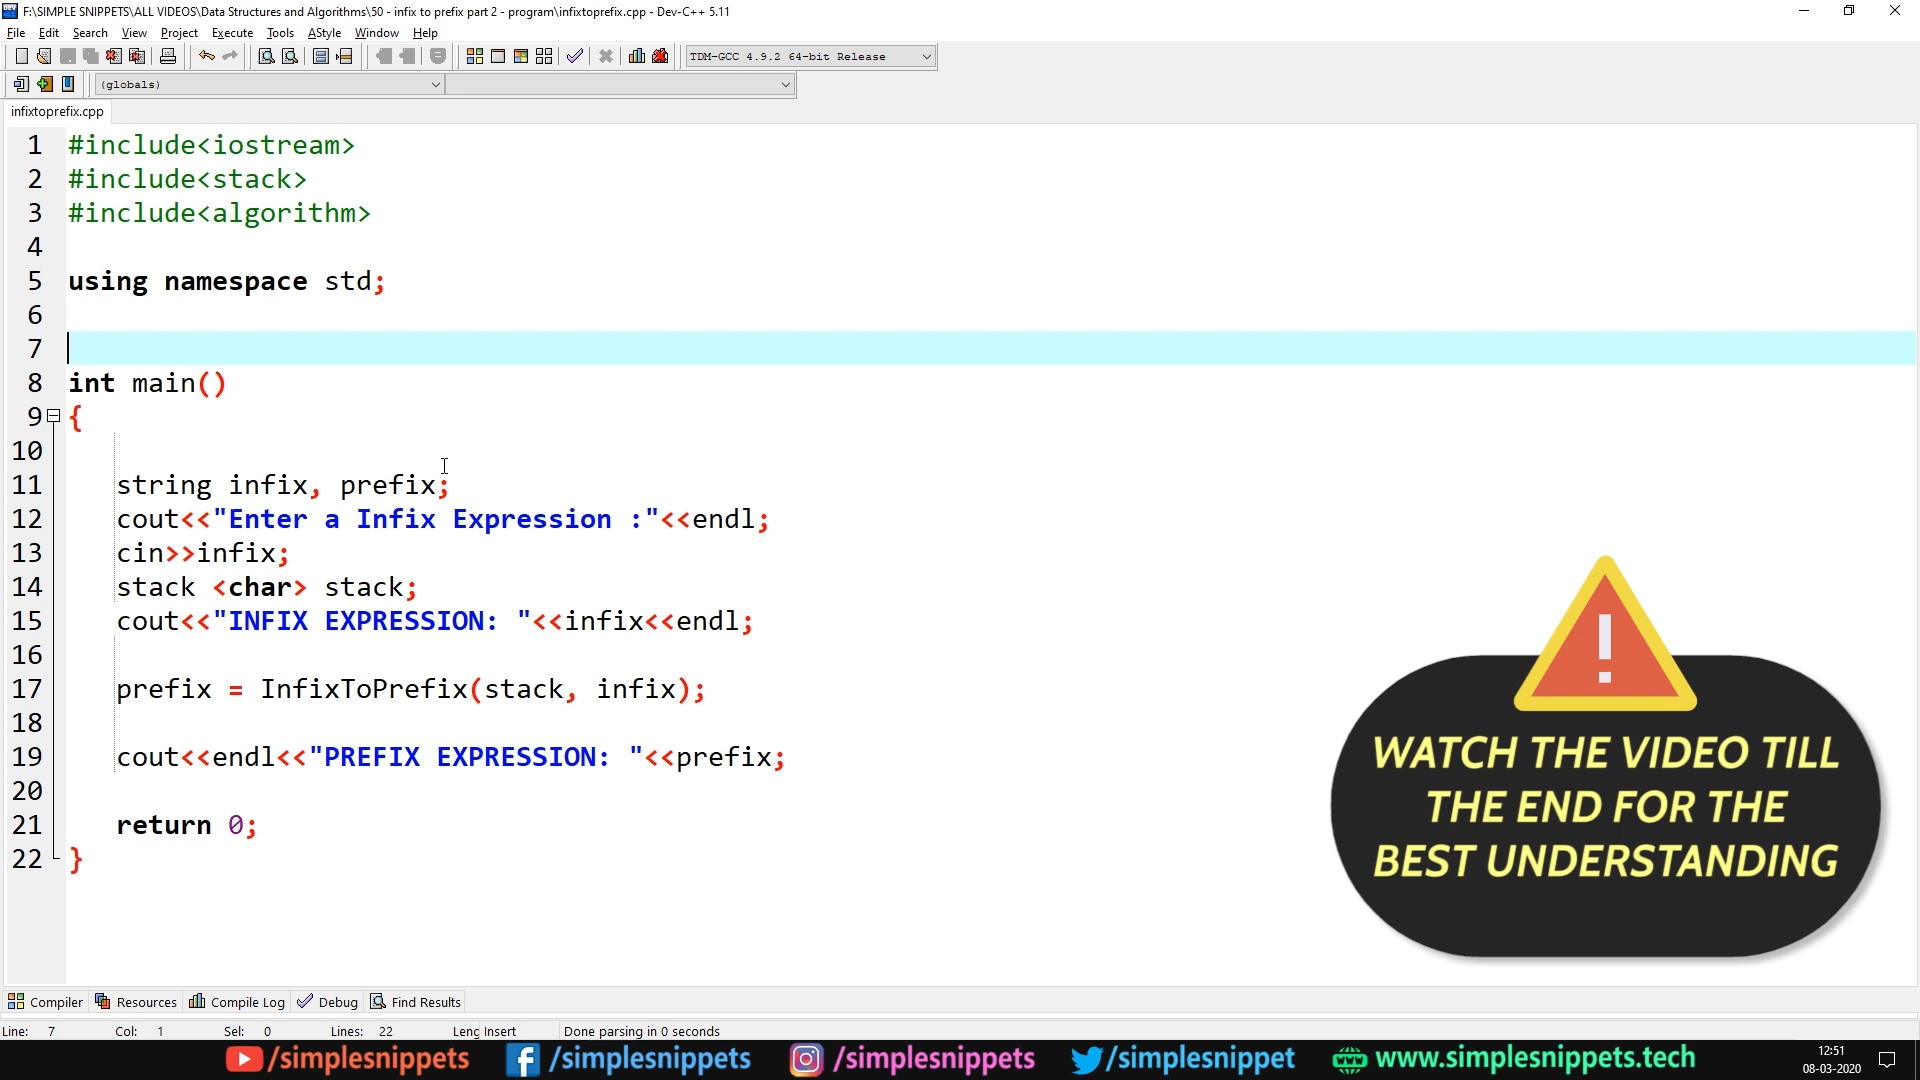 F:\SIMPLE SNIPPETS\ALL VIDEOS\Data Structures and Algorithms\50 - infix to prefix part 2 - program\infixtoprefix.cpp - Dev-C++ 5.11
File Edit Search View Project Execute Tools AStyle Window Help
TDM-GCC 4.9.2 64-bit Release
(globals)
infixtoprefix.cpp
1 #include<iostream>
2 #include<stack>
3 #include<algorithm>
4
5 using namespace std;
6
7
8 int main()
9 {
10
11 string infix, prefix;
12 cout<<"Enter a Infix Expression :"<<endl;
13 cin>>infix;
14 stack <char> stack;
15 cout<<"INFIX EXPRESSION: "<<infix<<endl;
16
17 prefix = InfixToPrefix(stack, infix);
18
19 cout<<endl<<"PREFIX EXPRESSION: "<<prefix;
20
21 return 0;
22 }
WATCH THE VIDEO TILL
THE END FOR THE
BEST UNDERSTANDING
Compiler Resources Compile Log Debug Find Results
Line: 7 Col: 1 Sel: 0 Lines: 22 Leng Insert Done parsing in 0 seconds
/simplesnippets /simplesnippets /simplesnippets /simplesnippet www.simplesnippets.tech
12:51
08-03-2020